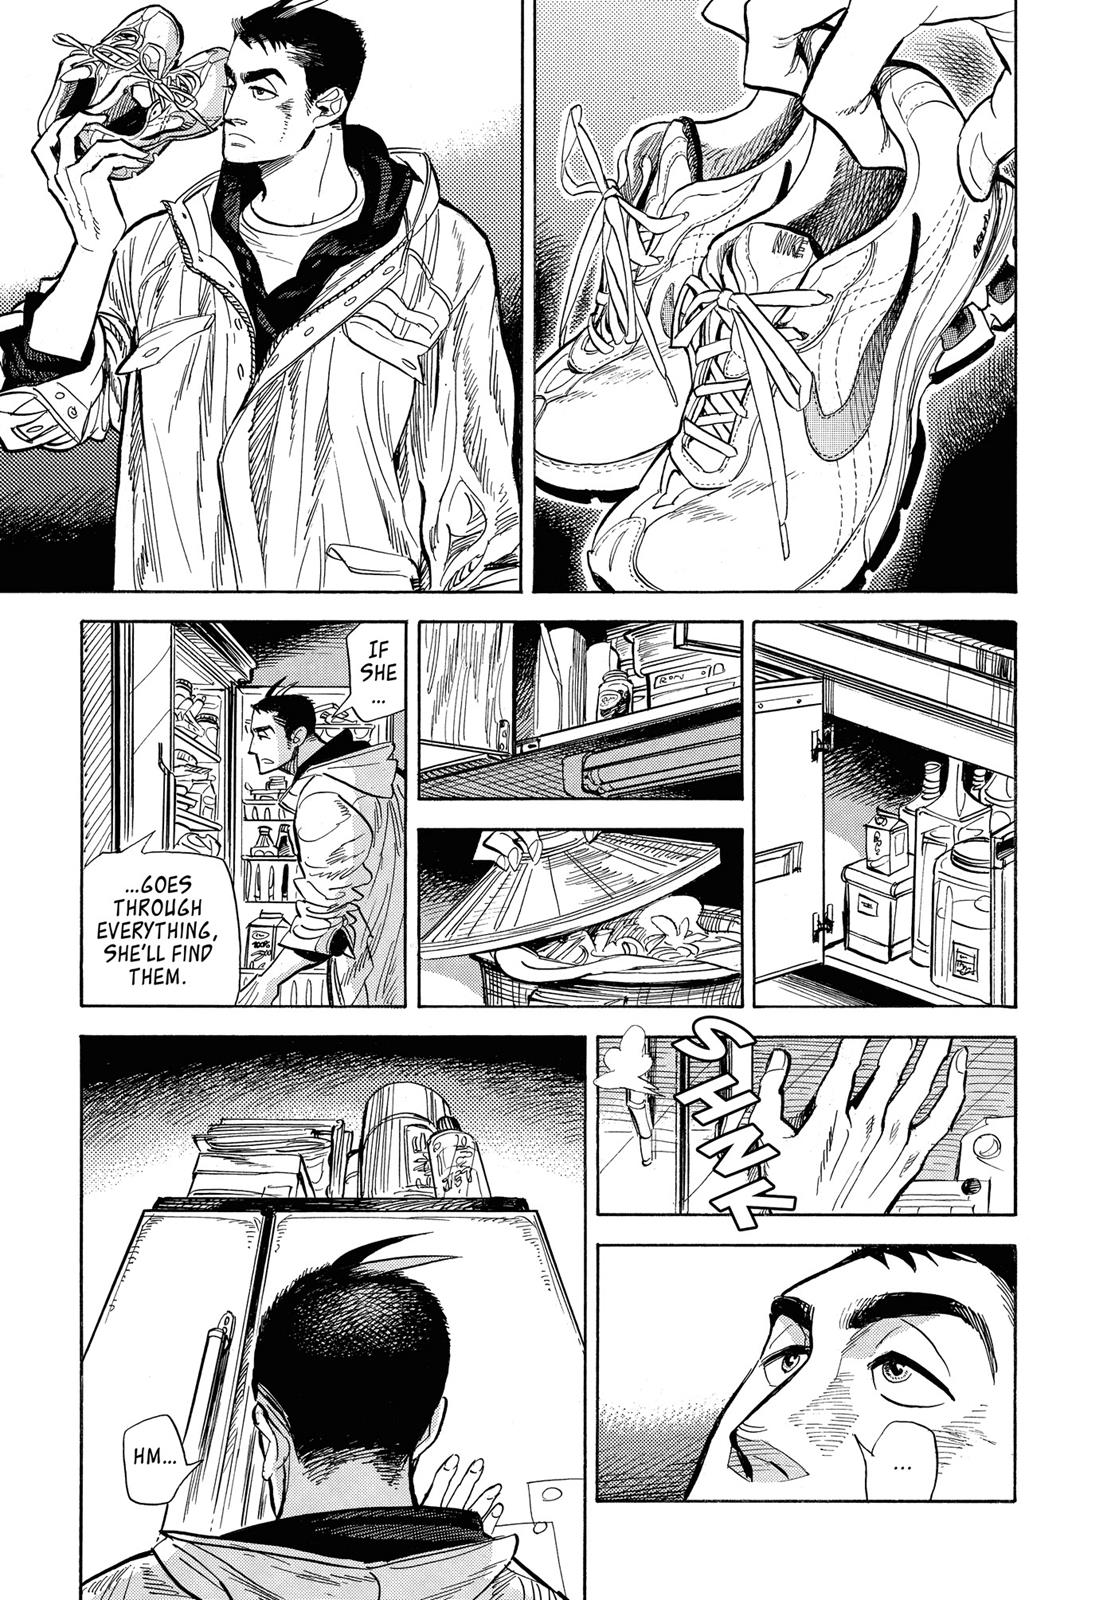 NIKE
IF
SHE
...
...GOES
THROUGH
EVERYTHING,
SHE'LL FIND
THEM.
SHNK
HM...
...